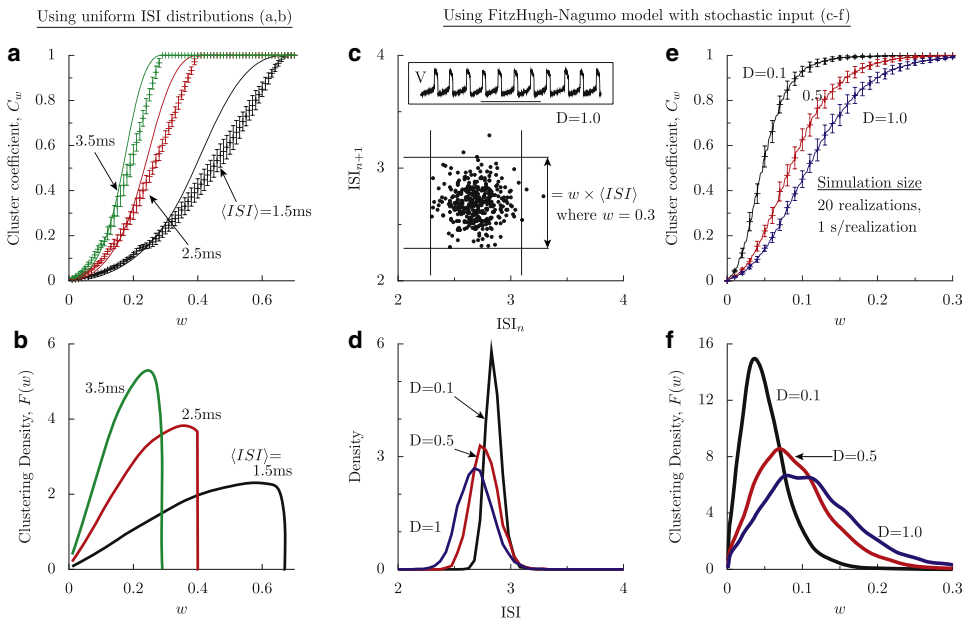 Using uniform ISI distributions (a,b)
Using FitzHugh-Nagumo model with stochastic input (c-f)
a
Cluster coefficient, C_w
1
0.8
0.6
0.4
0.2
0
0 0.2 0.4 0.6
w
3.5ms
⟨ISI⟩=1.5ms
2.5ms
c
ISI_{n+1}
4
3
2
V
D=1.0
= w × ⟨ISI⟩
where w = 0.3
2 3 4
ISI_n
e
Cluster coefficient, C_w
1
0.8
0.6
0.4
0.2
0
D=0.1
0.5
D=1.0
Simulation size
20 realizations,
1 s/realization
0 0.1 0.2 0.3
w
b
Clustering Density, F(w)
6
4
2
0
3.5ms
2.5ms
⟨ISI⟩=
1.5ms
0 0.2 0.4 0.6
w
d
Density
6
3
0
D=0.1
D=0.5
D=1
2 3 4
ISI
f
Clustering Density, F(w)
16
12
8
4
0
D=0.1
D=0.5
D=1.0
0 0.1 0.2 0.3
w